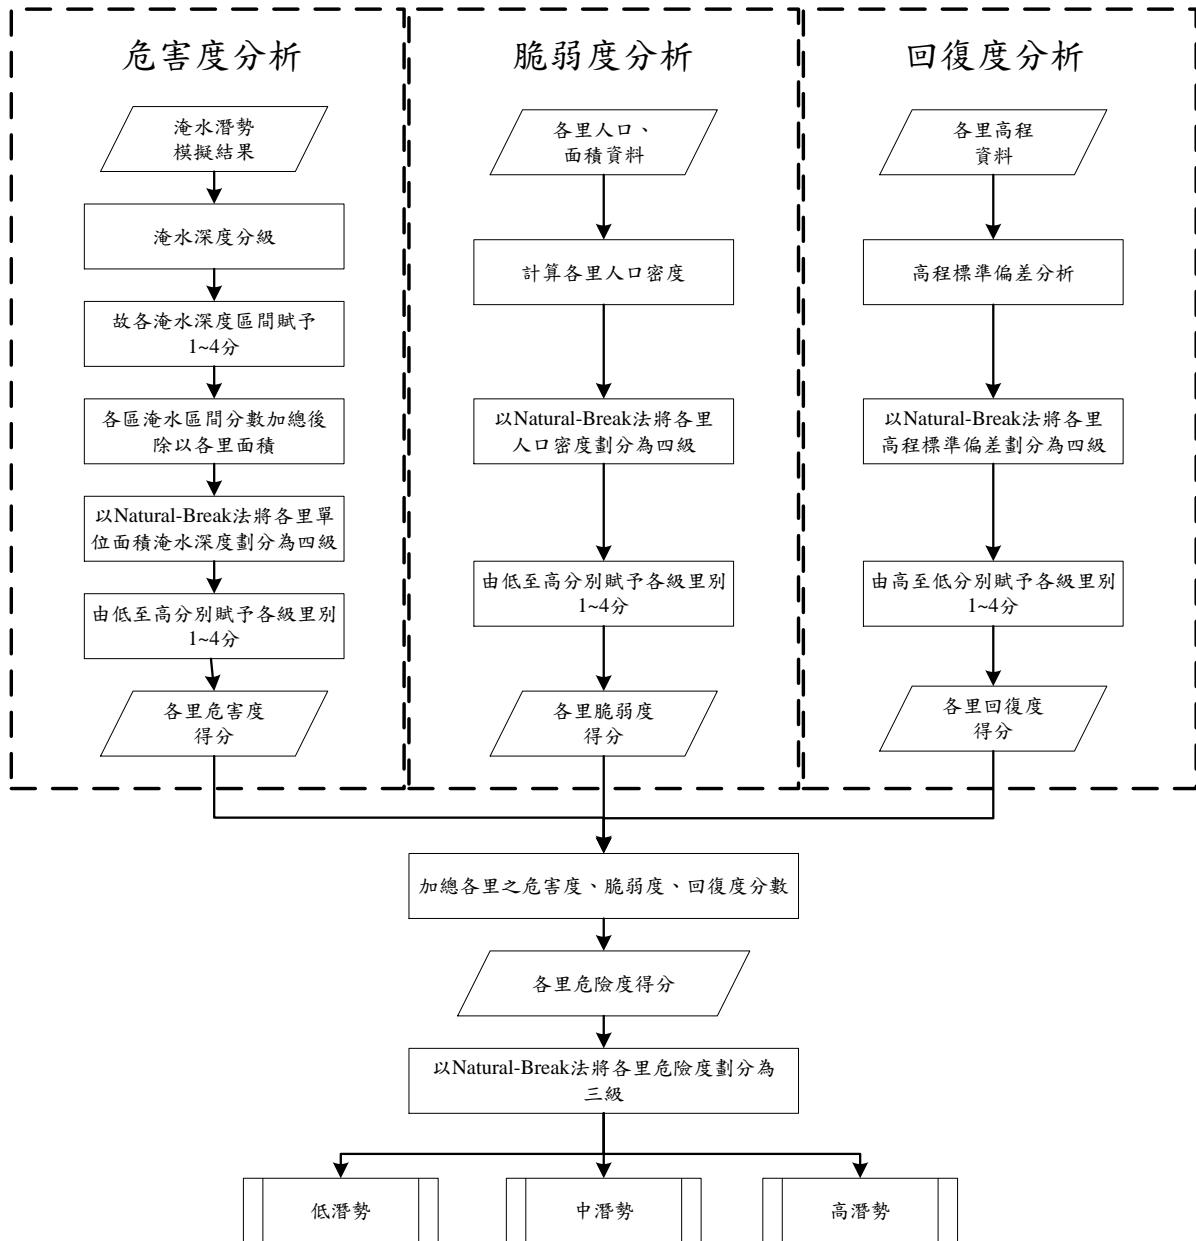 危害度分析
淹水潛勢
模擬結果
淹水深度分級
故各淹水深度區間賦予
1~4分
各區淹水區間分數加總後
除以各里面積
以Natural-Break法將各里單
位面積淹水深度劃分為四級
由低至高分別賦予各級里別
1~4分
各里危害度
得分
脆弱度分析
各里人口、
面積資料
計算各里人口密度
以Natural-Break法將各里
人口密度劃分為四級
由低至高分別賦予各級里別
1~4分
各里脆弱度
得分
回復度分析
各里高程
資料
高程標準偏差分析
以Natural-Break法將各里
高程標準偏差劃分為四級
由高至低分別賦予各級里別
1~4分
各里回復度
得分
加總各里之危害度、脆弱度、回復度分數
各里危險度得分
以Natural-Break法將各里危險度劃分為
三級
低潛勢
中潛勢
高潛勢